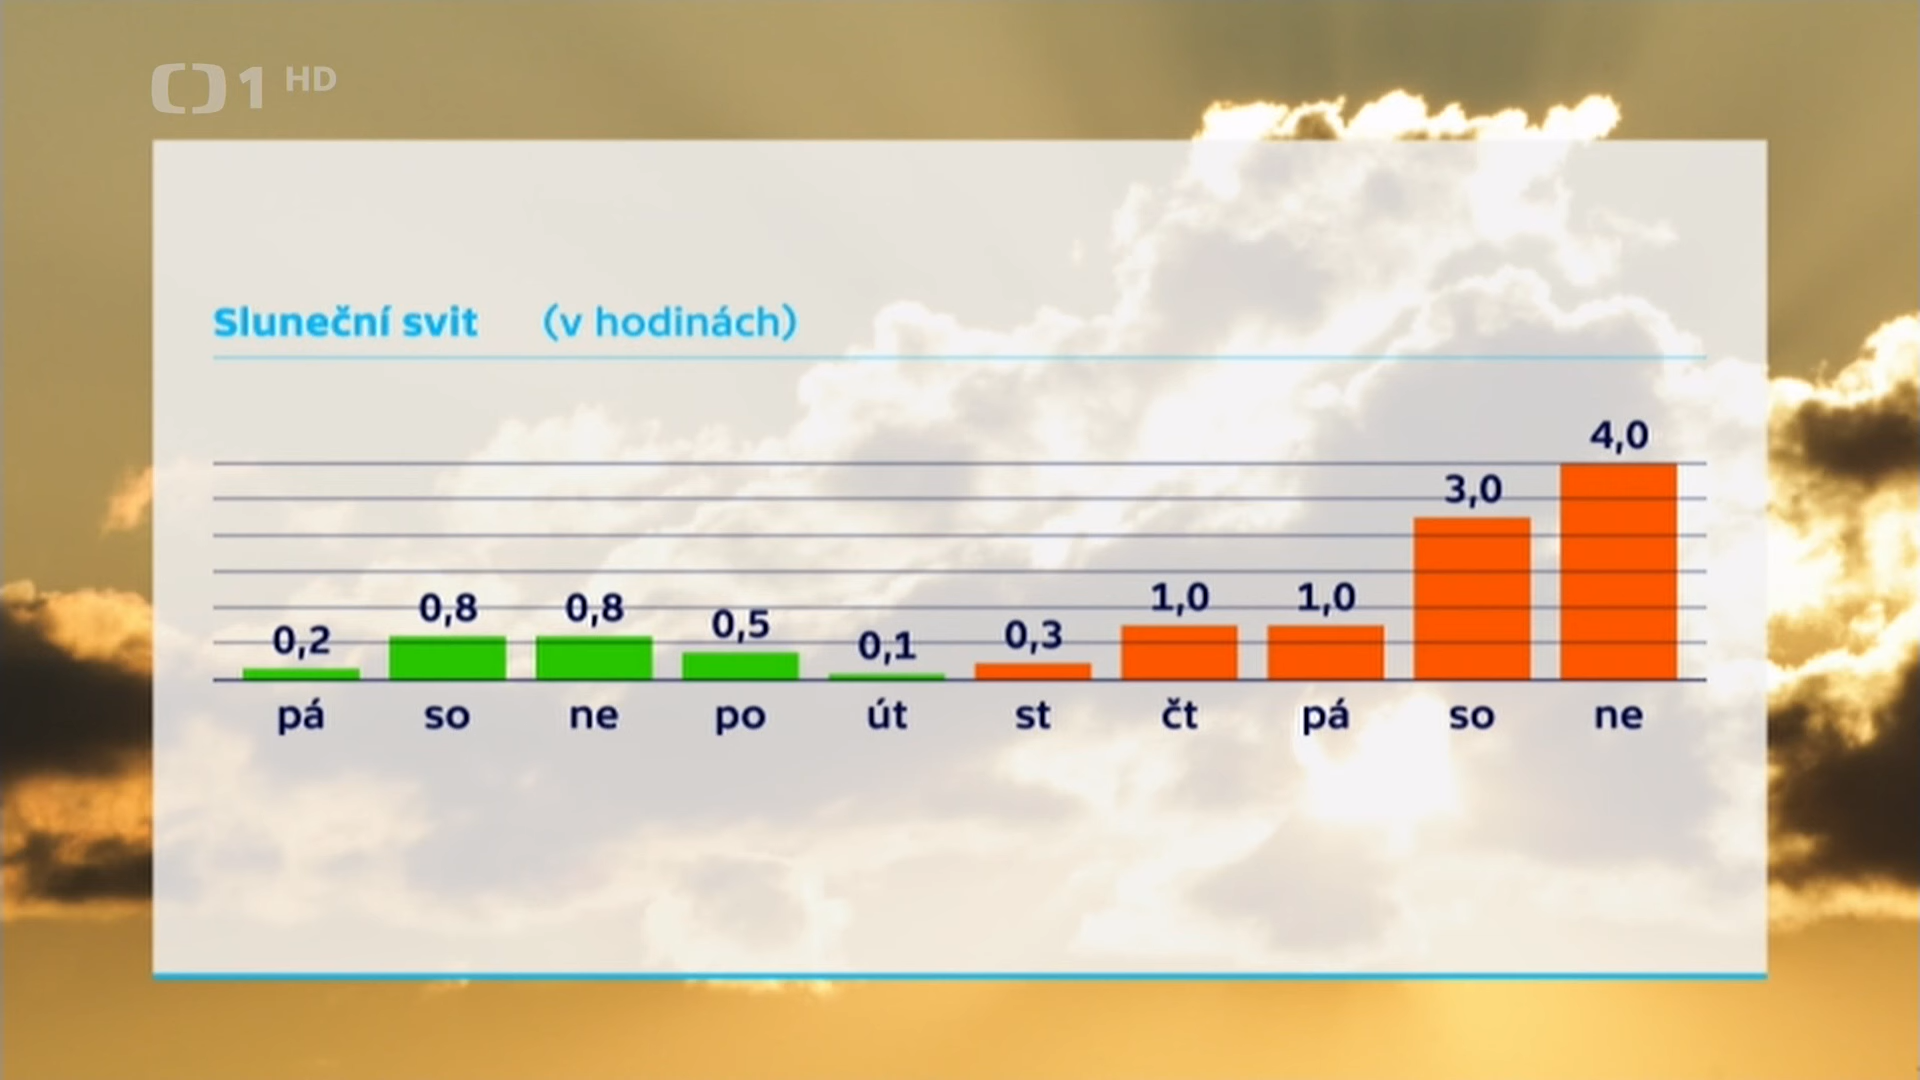 1 HD
Sluneční svit (v hodinách)
0,2 0,8 0,8 0,5 0,1 0,3 1,0 1,0 3,0 4,0
pá so ne po út st čt pá so ne